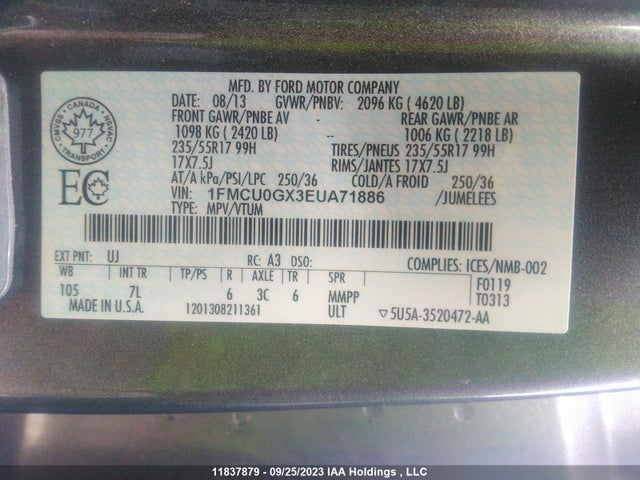 MFD. BY FORD MOTOR COMPANY
DATE: 08/13 GVWR/PNBV: 2096 KG ( 4620 LB)
FRONT GAWR/PNBE AV - REAR GAWR/PNBE AR
1098 KG ( 2420 LB) -- 1006 KG ( 2218 LB)
235/55R17 99H TIRES/PNEUS 235/55R17 99H
17X7.5J RIMS/JANTES 17X7.5J
AT/A kPa/PSI/LPC 250/36 COLD/A FROID 250/36
VIN: 1FMCU0GX3EUA71886 /JUMELEES
TYPE: MPV/VTUM
CANADA
CMVSS NSVAC
977
TRANSPORT
EC
EXT PNT: UJ RC: A3 DSO: COMPLIES: ICES/NMB-002
WB INT TR TP/PS R AXLE TR SPR F0119
105 7L 6 3C 6 MMPP T0313
MADE IN U.S.A. 1201308211361 ULT ▽5U5A-3520472-AA
11837879 - 09/25/2023 IAA Holdings , LLC